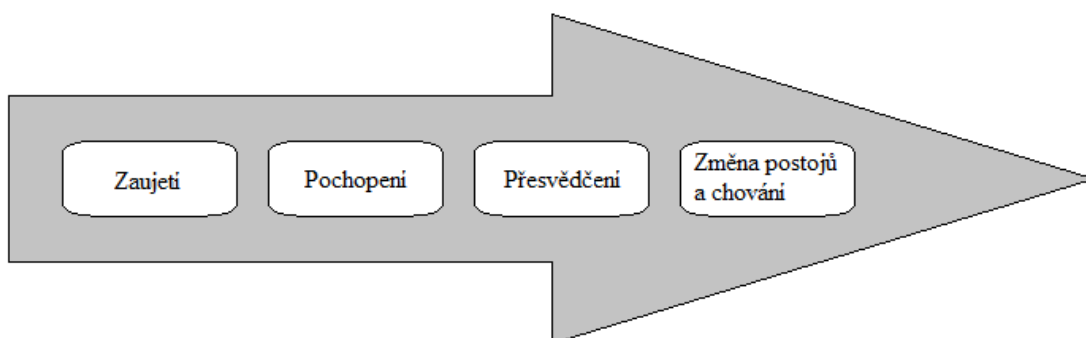 Zaujetí
Pochopení
Přesvědčení
Změna postojů
a chování